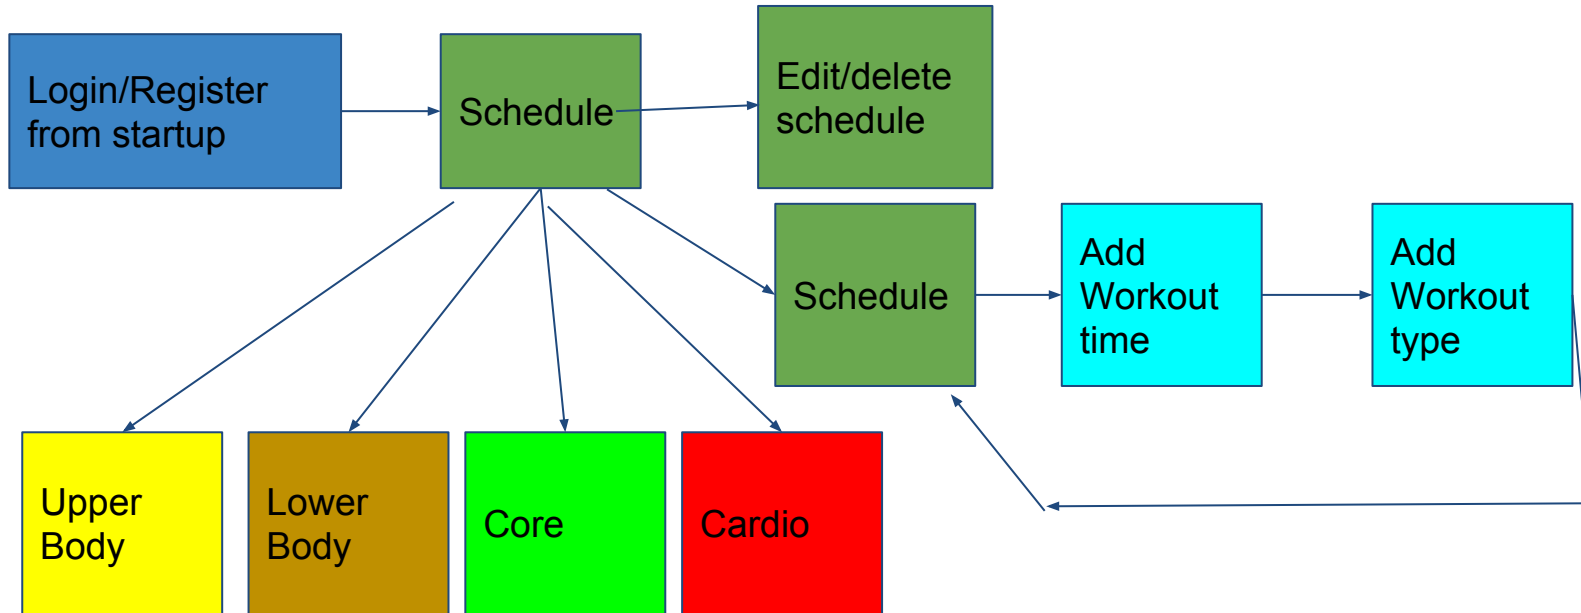 Login/Register
from startup
Schedule
Edit/delete
schedule
Schedule
Add
Workout
time
Add
Workout
type
Upper
Body
Lower
Body
Core
Cardio